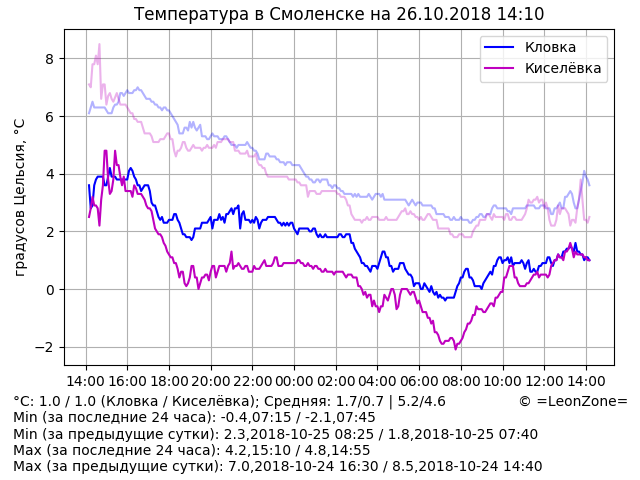 Температура в Смоленске на 26.10.2018 14:10
Кловка
Киселёвка
градусов Цельсия, °C
8
6
4
2
0
−2
14:00 16:00 18:00 20:00 22:00 00:00 02:00 04:00 06:00 08:00 10:00 12:00 14:00
°C: 1.0 / 1.0 (Кловка / Киселёвка); Средняя: 1.7/0.7 | 5.2/4.6 © =LeonZone=
Min (за последние 24 часа): -0.4,07:15 / -2.1,07:45
Min (за предыдущие сутки): 2.3,2018-10-25 08:25 / 1.8,2018-10-25 07:40
Max (за последние 24 часа): 4.2,15:10 / 4.8,14:55
Max (за предыдущие сутки): 7.0,2018-10-24 16:30 / 8.5,2018-10-24 14:40